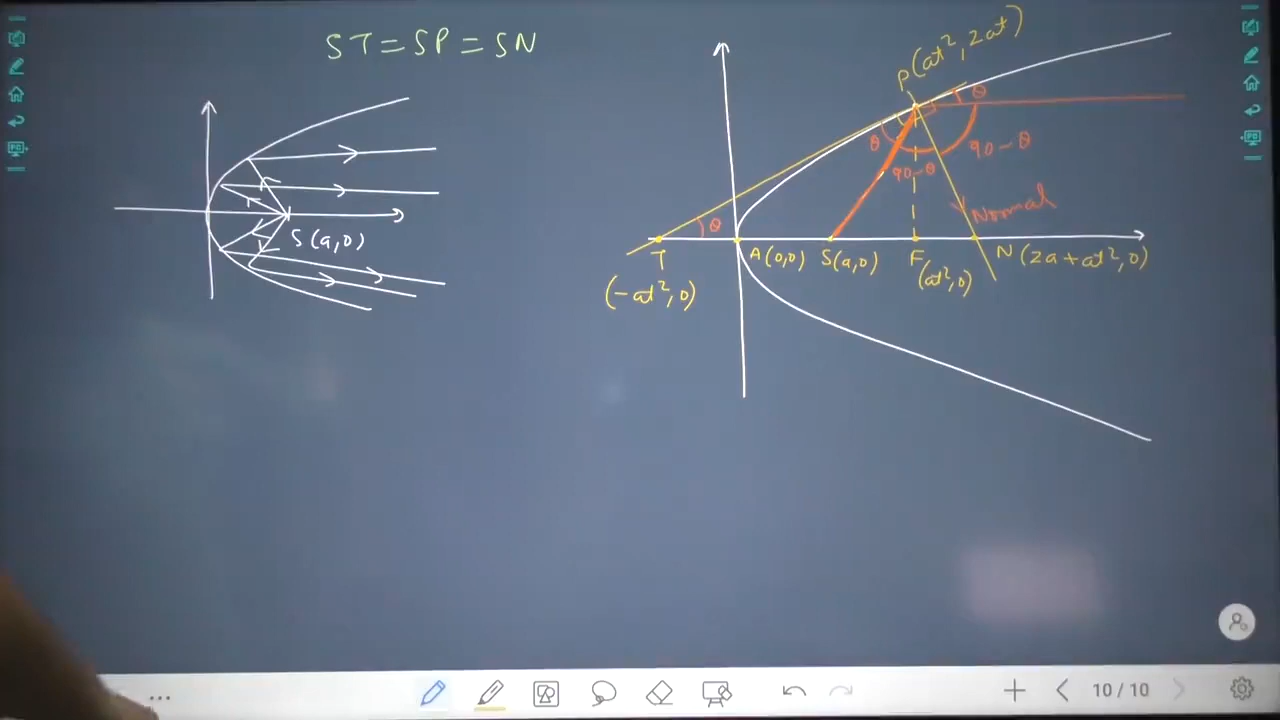 ST = SP = SN
S(a,0)
P(at², 2at)
θ
θ
90-θ
90-θ
Normal
θ
T
(-at²,0)
A(0,0)
S(a,0)
F
(at²,0)
N(2a+at²,0)
10 / 10